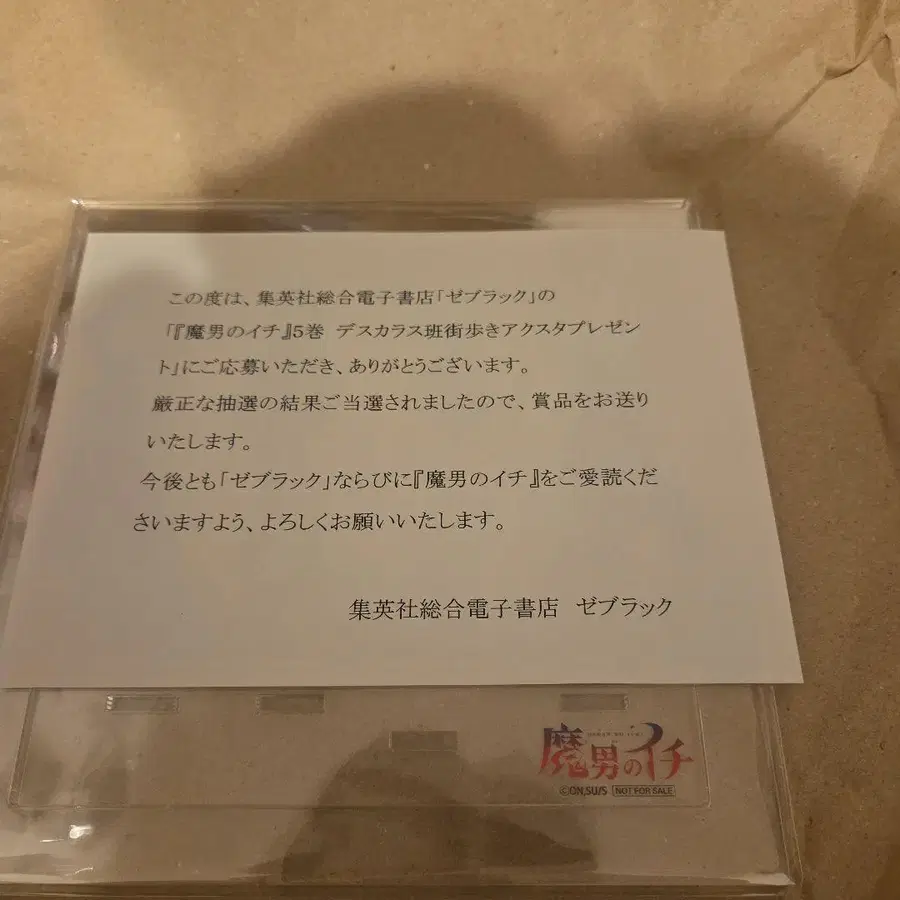 この度は、集英社総合電子書店「ゼブラック」の
「『魔男のイチ』5巻 デスカラス班街歩きアクスタプレゼン
ト」にご応募いただき、ありがとうございます。
厳正な抽選の結果ご当選されましたので、賞品をお送り
いたします。
今後とも「ゼブラック」ならびに『魔男のイチ』をご愛読くだ
さいますよう、よろしくお願いいたします。
集英社総合電子書店 ゼブラック
魔男のイチ
©ON,SU/S NOT FOR SALE